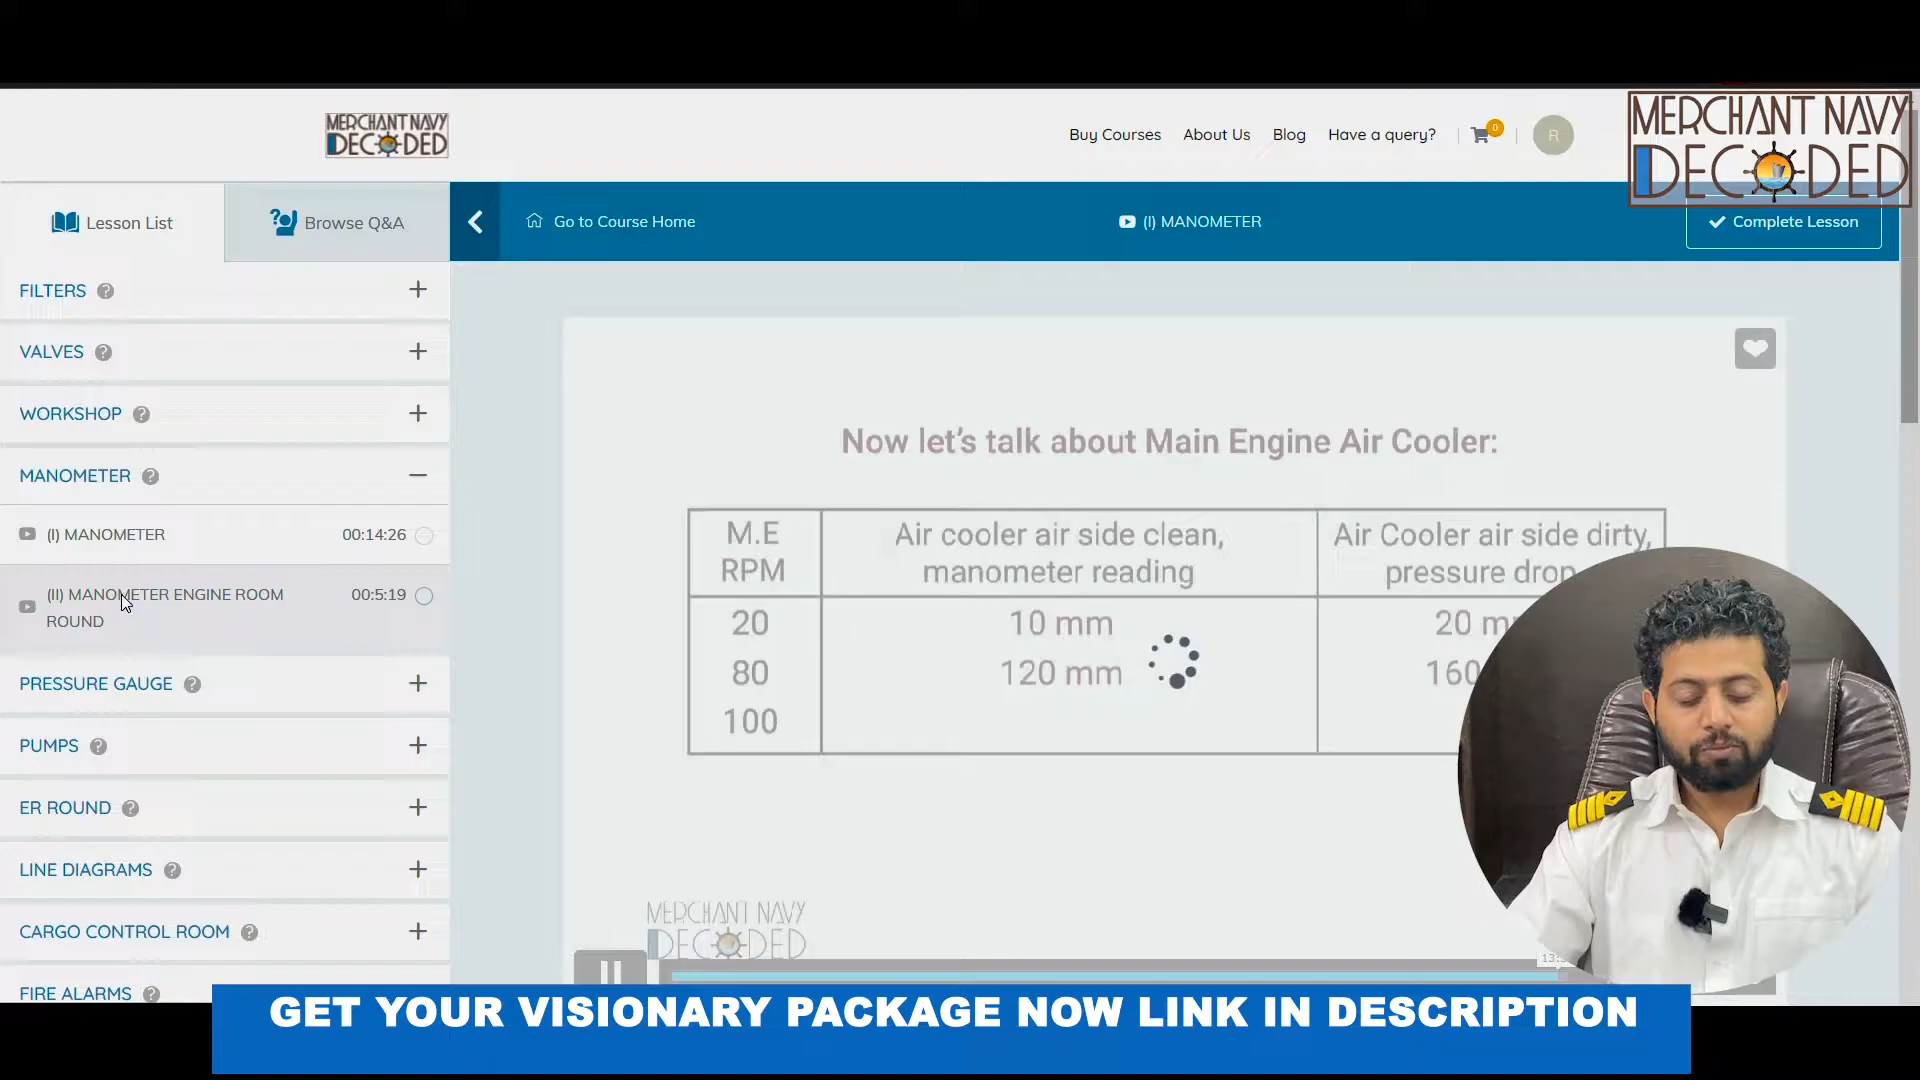 MERCHANT NAVY
DECODED
Buy Courses
About Us
Blog
Have a query?
0
R
MERCHANT NAVY
DECODED
Lesson List
Browse Q&A
Go to Course Home
(I) MANOMETER
Complete Lesson
FILTERS ?
VALVES ?
WORKSHOP ?
MANOMETER ?
(I) MANOMETER 00:14:26
(II) MANOMETER ENGINE ROOM 00:5:19
ROUND
PRESSURE GAUGE ?
PUMPS ?
ER ROUND ?
LINE DIAGRAMS ?
CARGO CONTROL ROOM ?
FIRE ALARMS ?
Now let's talk about Main Engine Air Cooler:
M.E
RPM
Air cooler air side clean,
manometer reading
Air Cooler air side dirty,
pressure drop
20 10 mm 20
80 120 mm 160
100
MERCHANT NAVY
DECODED
GET YOUR VISIONARY PACKAGE NOW LINK IN DESCRIPTION